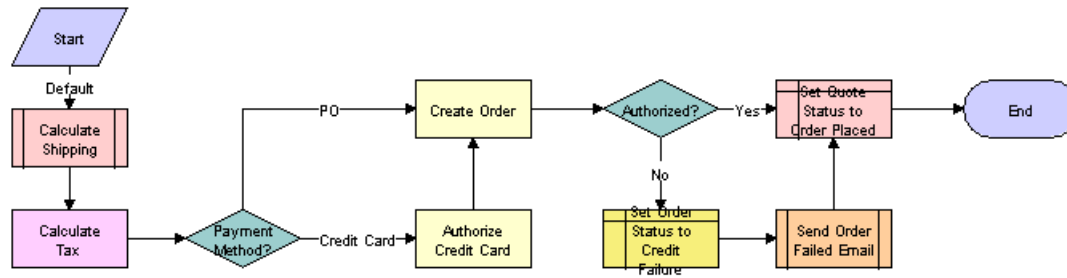 Start
Default
Calculate
Shipping
Calculate
Tax
Payment
Method?
PO
Credit Card
Create Order
Authorize
Credit Card
Authorized?
Yes
No
Set Quote
Status to
Order Placed
End
Set Order
Status to
Credit
Failure
Send Order
Failed Email